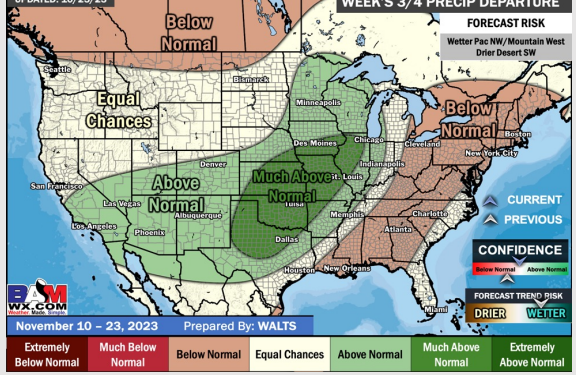 UPDATED: 10/25/23
WEEK'S 3/4 PRECIP DEPARTURE
FORECAST RISK
Wetter Pac NW/Mountain West
Drier Desert SW
Below
Normal
Seattle
Bismarck
Minneapolis
Equal
Chances
Below
Normal
Boston
Des Moines
Chicago
Cleveland
New York City
Indianapolis
Denver
San Francisco
Above
Normal
Much Above
Normal
St. Louis
Tulsa
Las Vegas
Albuquerque
Memphis
Charlotte
Los Angeles
Phoenix
Dallas
Atlanta
Houston
New Orleans
Miami
CURRENT
PREVIOUS
CONFIDENCE
Below Normal
Above Normal
FORECAST TREND RISK
DRIER
WETTER
BAM
WX.COM
Weather. Made. Simple.
November 10 – 23, 2023 Prepared By: WALTS
Extremely
Below Normal
Much Below
Normal
Below Normal
Equal Chances
Above Normal
Much Above
Normal
Extremely
Above Normal